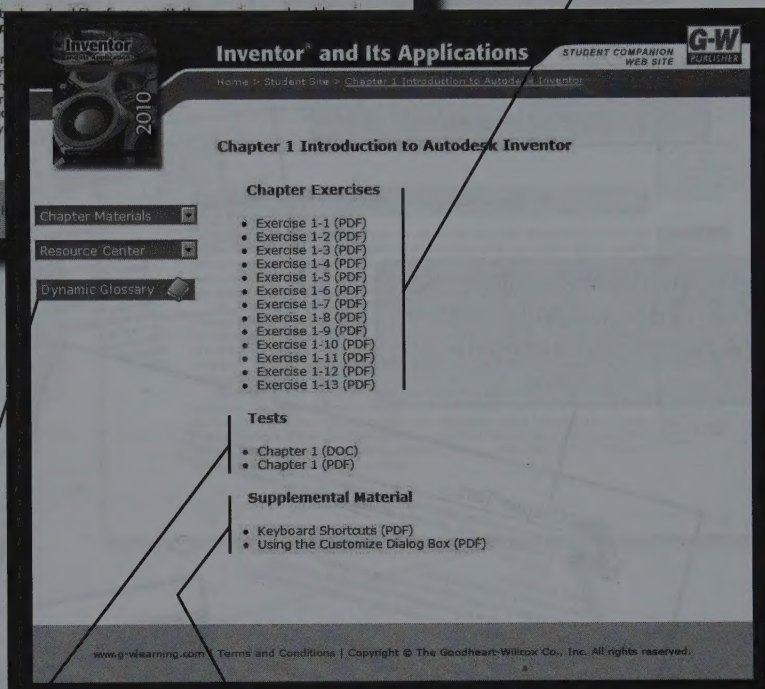 Inventor
and Its Applications
2010
Inventor® and Its Applications
STUDENT COMPANION
WEB SITE
G-W
PUBLISHER
Home > Student Site > Chapter 1 Introduction to Autodesk Inventor
Chapter 1 Introduction to Autodesk Inventor
Chapter Materials
Resource Center
Dynamic Glossary
Chapter Exercises
• Exercise 1-1 (PDF)
• Exercise 1-2 (PDF)
• Exercise 1-3 (PDF)
• Exercise 1-4 (PDF)
• Exercise 1-5 (PDF)
• Exercise 1-6 (PDF)
• Exercise 1-7 (PDF)
• Exercise 1-8 (PDF)
• Exercise 1-9 (PDF)
• Exercise 1-10 (PDF)
• Exercise 1-11 (PDF)
• Exercise 1-12 (PDF)
• Exercise 1-13 (PDF)
Tests
• Chapter 1 (DOC)
• Chapter 1 (PDF)
Supplemental Material
• Keyboard Shortcuts (PDF)
• Using the Customize Dialog Box (PDF)
www.g-wlearning.com | Terms and Conditions | Copyright © The Goodheart-Willcox Co., Inc. All rights reserved.